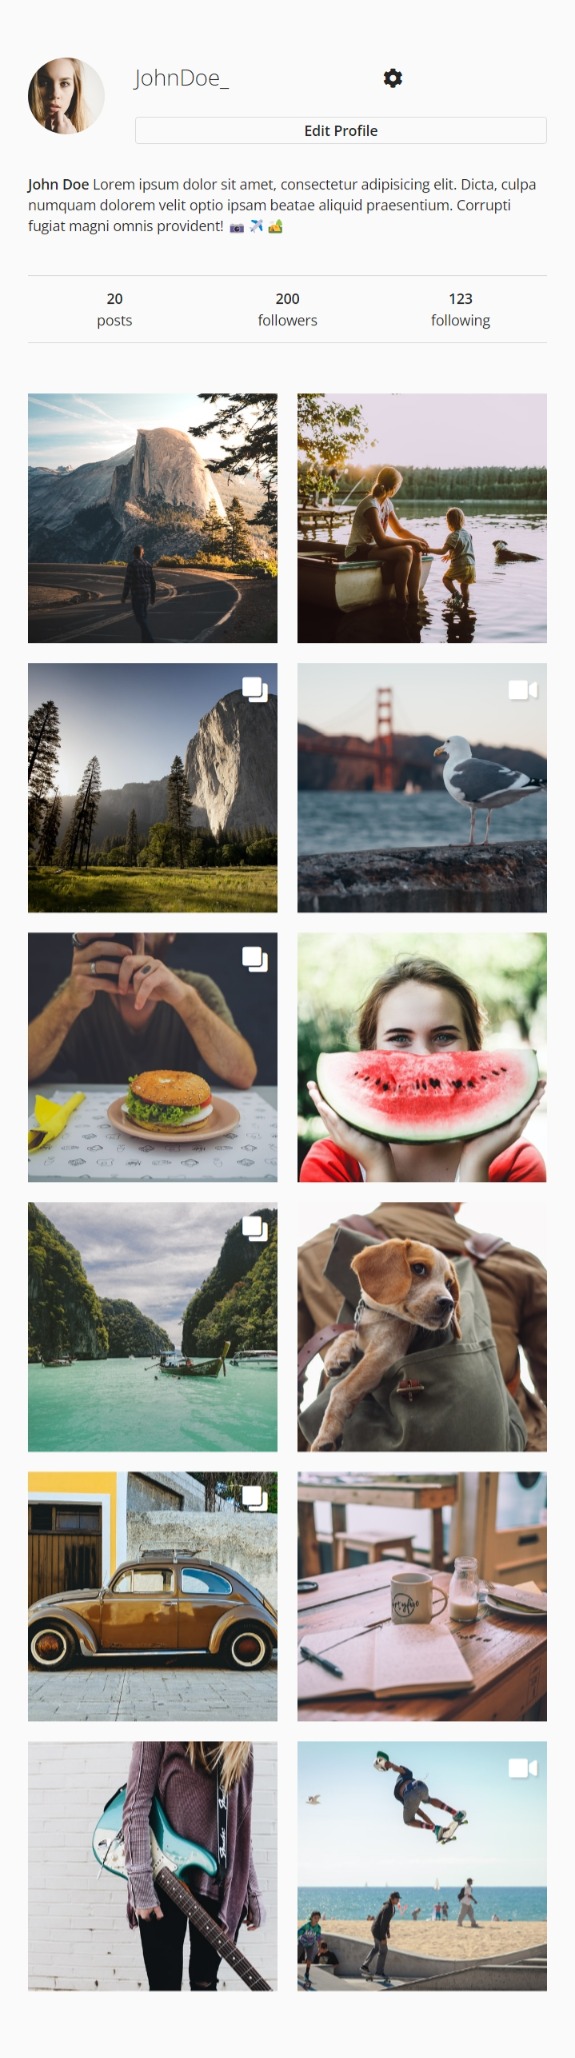 JohnDoe_
Edit Profile
John Doe Lorem ipsum dolor sit amet, consectetur adipisicing elit. Dicta, culpa
numquam dolorem velit optio ipsam beatae aliquid praesentium. Corrupti
fugiat magni omnis provident! 📷 ✈️ 🏕️
20 200 123
posts followers following